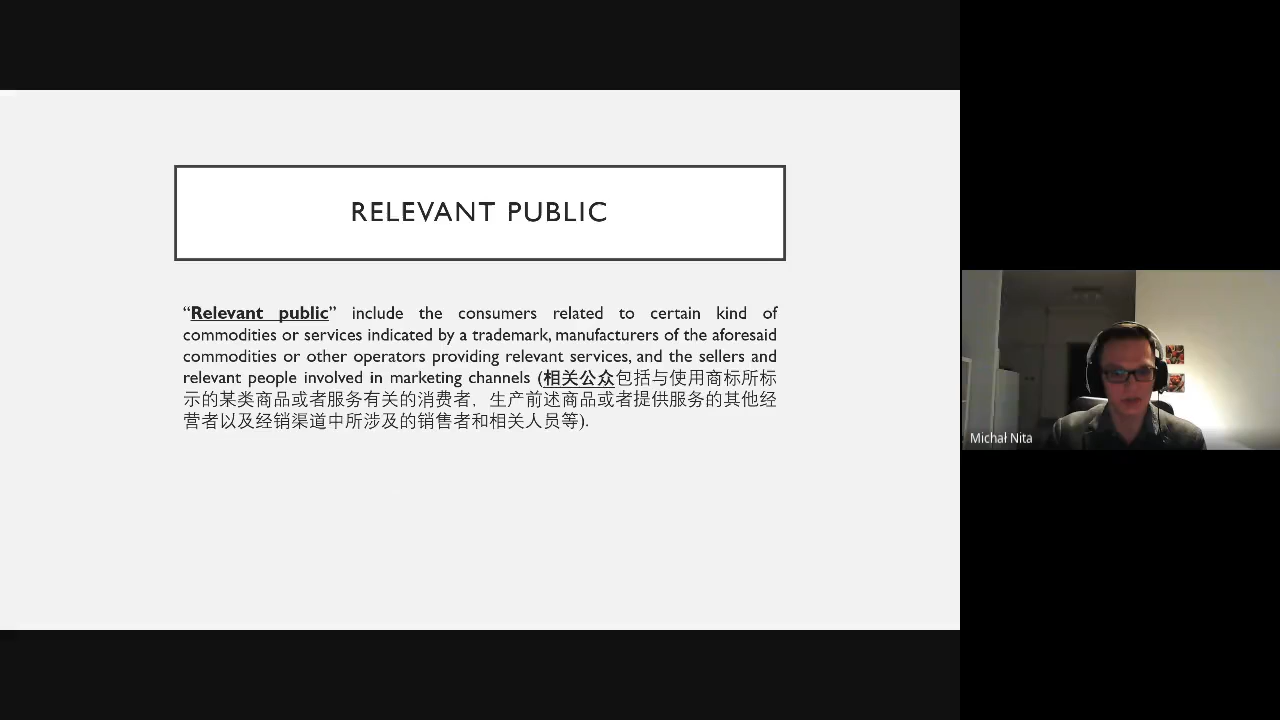 RELEVANT PUBLIC
“Relevant public” include the consumers related to certain kind of
commodities or services indicated by a trademark, manufacturers of the aforesaid
commodities or other operators providing relevant services, and the sellers and
relevant people involved in marketing channels (相关公众包括与使用商标所标
示的某类商品或者服务有关的消费者．生产前述商品或者提供服务的其他经
营者以及经销渠道中所涉及的销售者和相关人员等).
Michał Nita